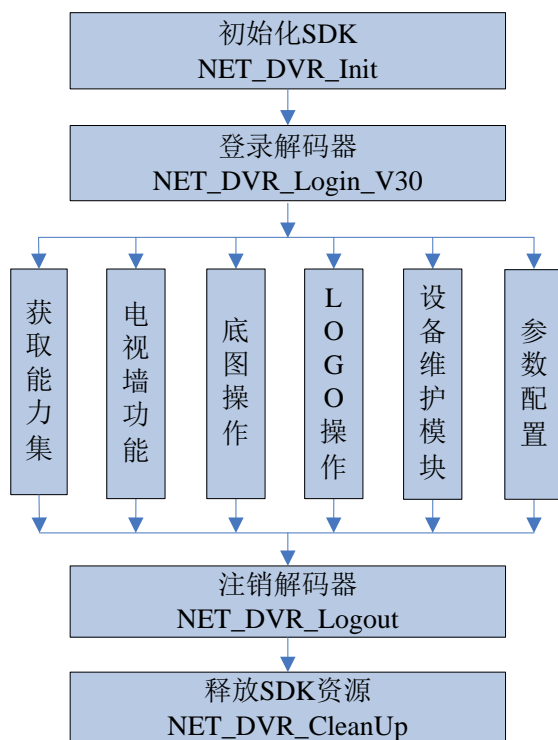 初始化SDK
NET_DVR_Init
登录解码器
NET_DVR_Login_V30
获取能力集
电视墙功能
底图操作
LOGO操作
设备维护模块
参数配置
注销解码器
NET_DVR_Logout
释放SDK资源
NET_DVR_CleanUp